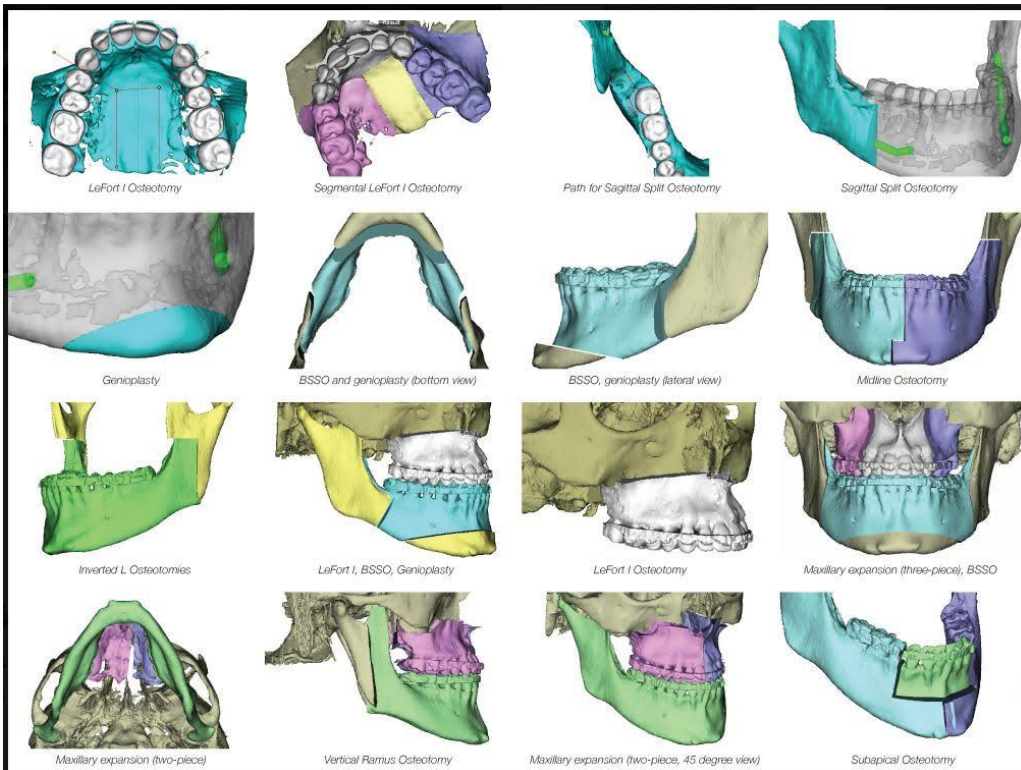 LeFort I Osteotomy
Segmental LeFort I Osteotomy
Path for Sagittal Split Osteotomy
Sagittal Split Osteotomy
Genioplasty
BSSO and genioplasty (bottom view)
BSSO, genioplasty (lateral view)
Midline Osteotomy
Inverted L Osteotomies
LeFort I, BSSO, Genioplasty
LeFort I Osteotomy
Maxillary expansion (three-piece), BSSO
Maxillary expansion (two-piece)
Vertical Ramus Osteotomy
Maxillary expansion (two-piece, 45 degree view)
Subapical Osteotomy